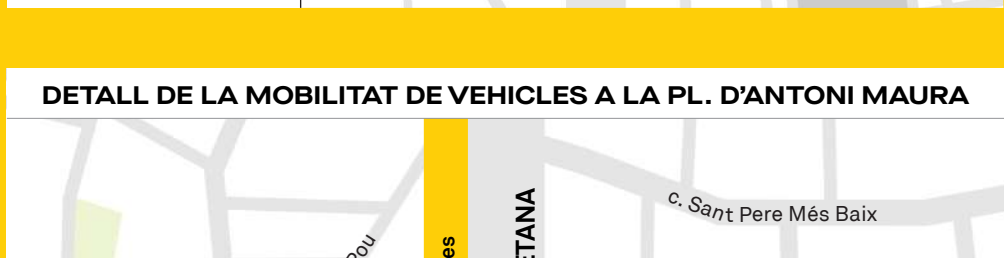 DETALL DE LA MOBILITAT DE VEHICLES A LA PL. D'ANTONI MAURA
c. Sant Pere Més Baix